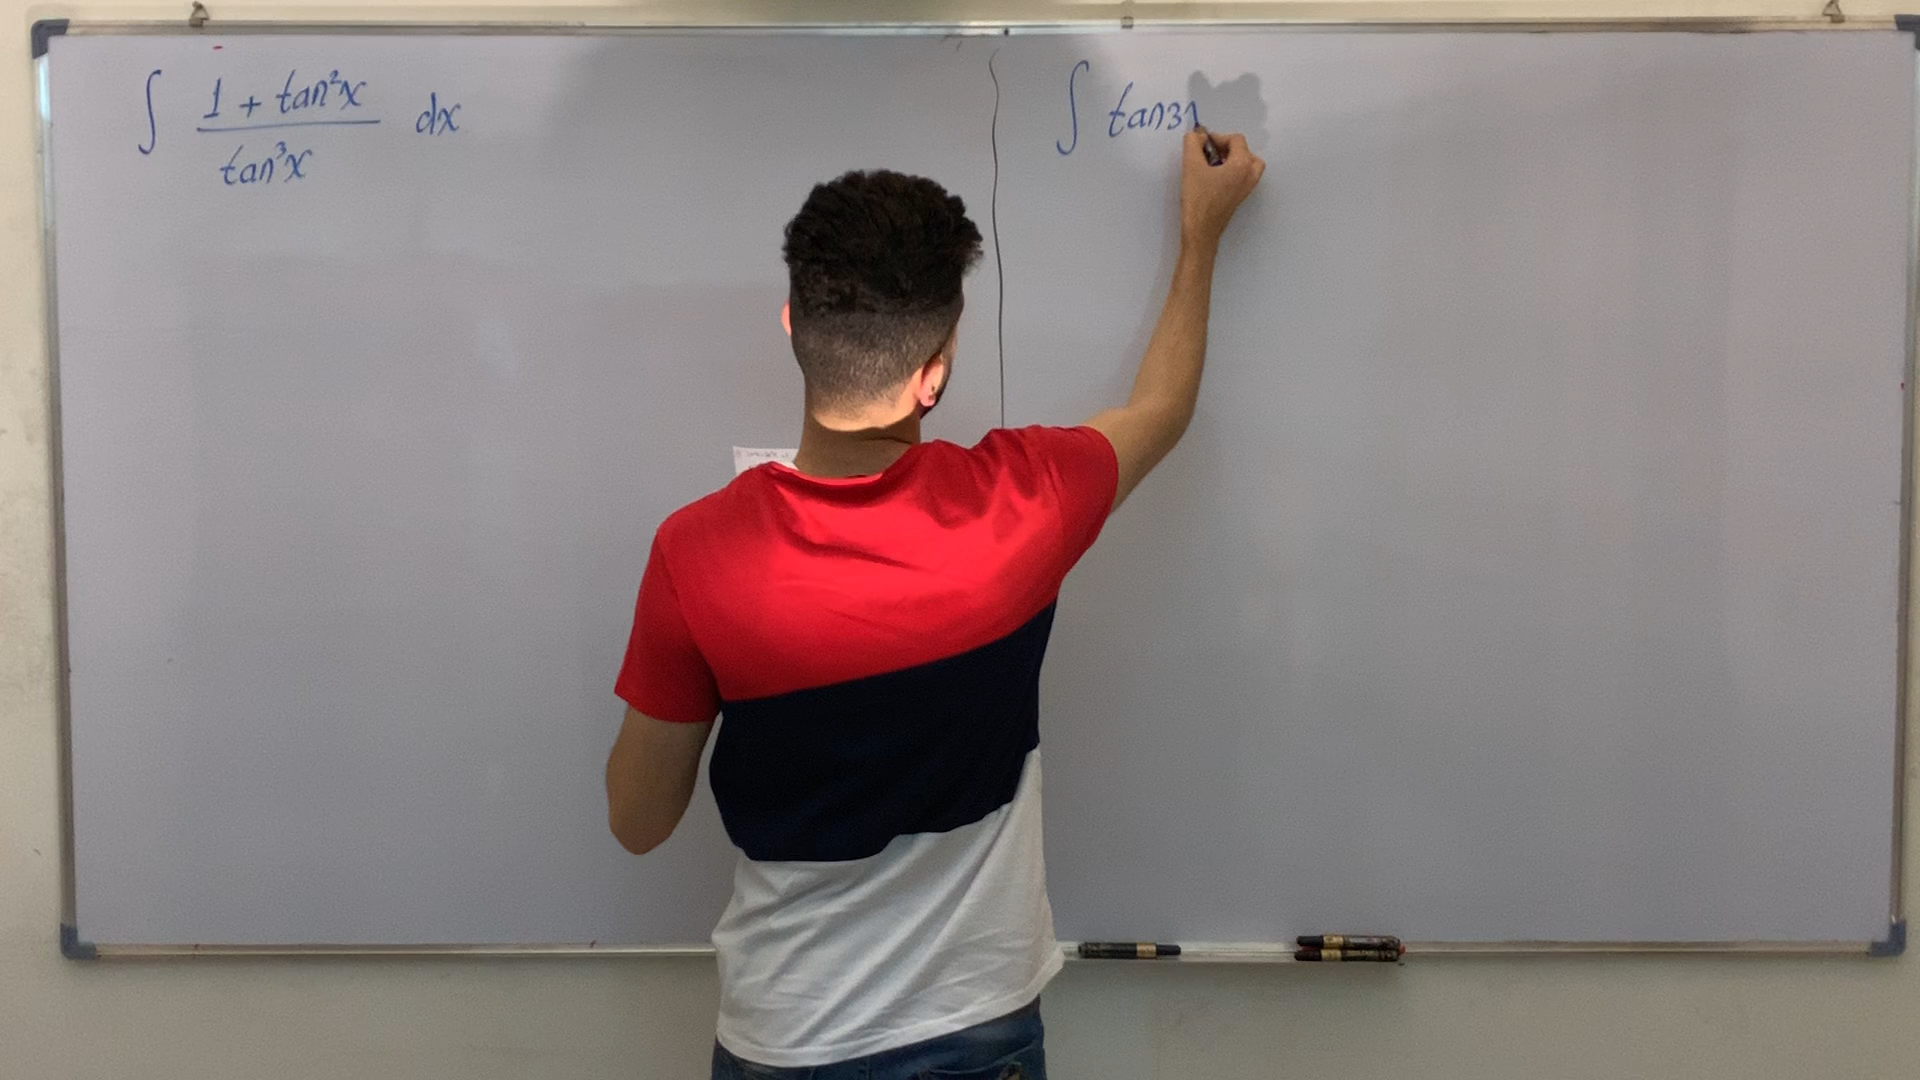 ∫ (1 + tan²x) / (tan³x) dx
∫ tan3